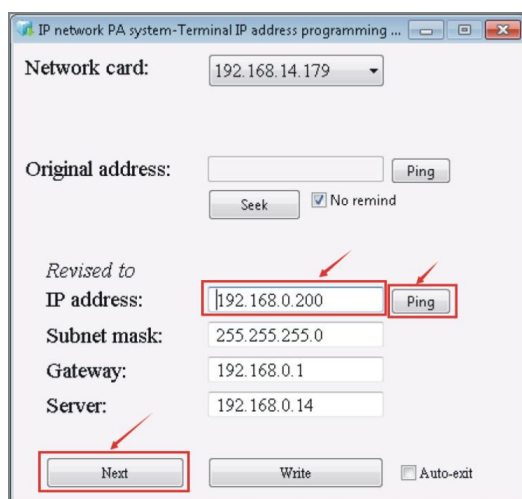 IP network PA system-Terminal IP address programming ...
Network card: 192.168.14.179
Original address: Ping
Seek No remind
Revised to
IP address: 192.168.0.200 Ping
Subnet mask: 255.255.255.0
Gateway: 192.168.0.1
Server: 192.168.0.14
Next Write Auto-exit